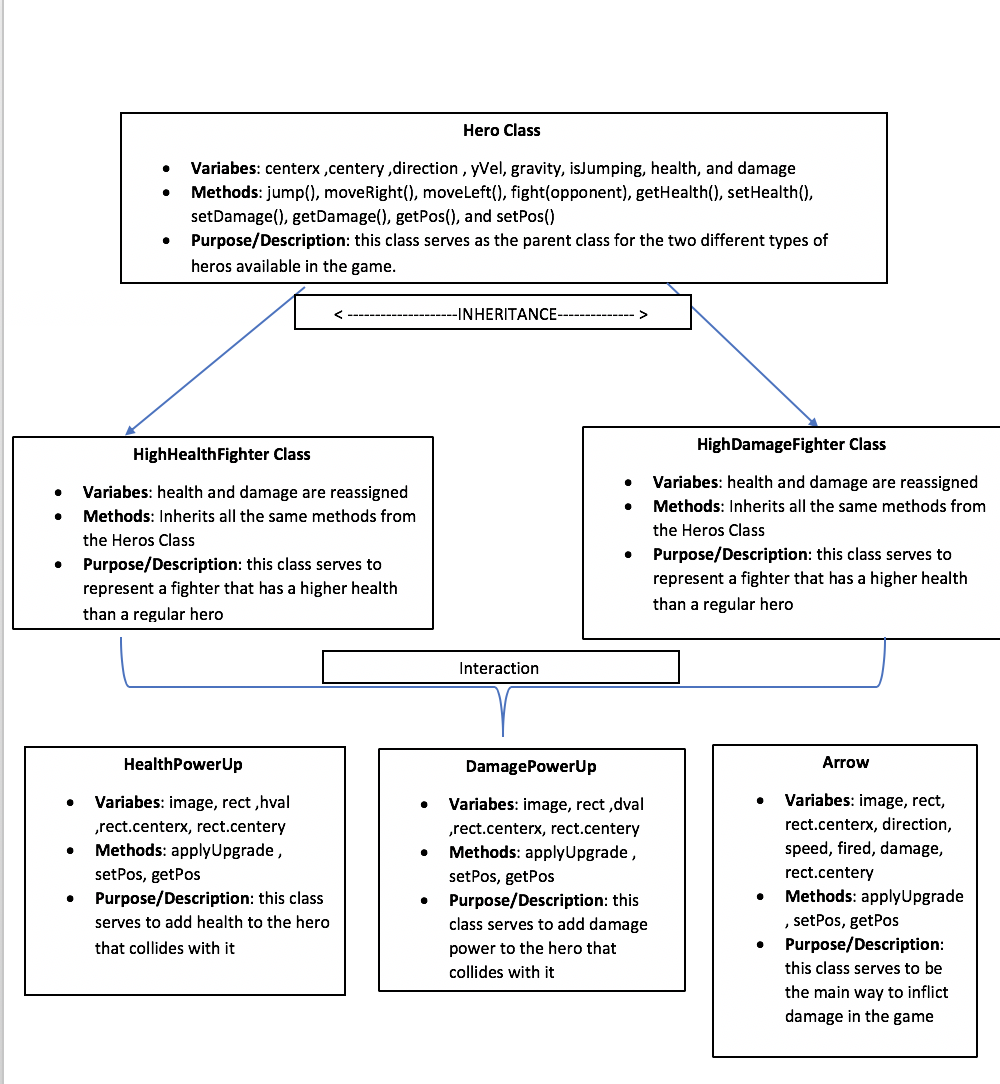 Hero Class
• Variabes: centerx ,centery ,direction , yVel, gravity, isJumping, health, and damage
• Methods: jump(), moveRight(), moveLeft(), fight(opponent), getHealth(), setHealth(),
setDamage(), getDamage(), getPos(), and setPos()
• Purpose/Description: this class serves as the parent class for the two different types of
heros available in the game.
< --------------------INHERITANCE-------------- >
HighHealthFighter Class
• Variabes: health and damage are reassigned
• Methods: Inherits all the same methods from
the Heros Class
• Purpose/Description: this class serves to
represent a fighter that has a higher health
than a regular hero
HighDamageFighter Class
• Variabes: health and damage are reassigned
• Methods: Inherits all the same methods from
the Heros Class
• Purpose/Description: this class serves to
represent a fighter that has a higher health
than a regular hero
Interaction
HealthPowerUp
• Variabes: image, rect ,hval
,rect.centerx, rect.centery
• Methods: applyUpgrade ,
setPos, getPos
• Purpose/Description: this class
serves to add health to the hero
that collides with it
DamagePowerUp
• Variabes: image, rect ,dval
,rect.centerx, rect.centery
• Methods: applyUpgrade ,
setPos, getPos
• Purpose/Description: this
class serves to add damage
power to the hero that
collides with it
Arrow
• Variabes: image, rect,
rect.centerx, direction,
speed, fired, damage,
rect.centery
• Methods: applyUpgrade
, setPos, getPos
• Purpose/Description:
this class serves to be
the main way to inflict
damage in the game